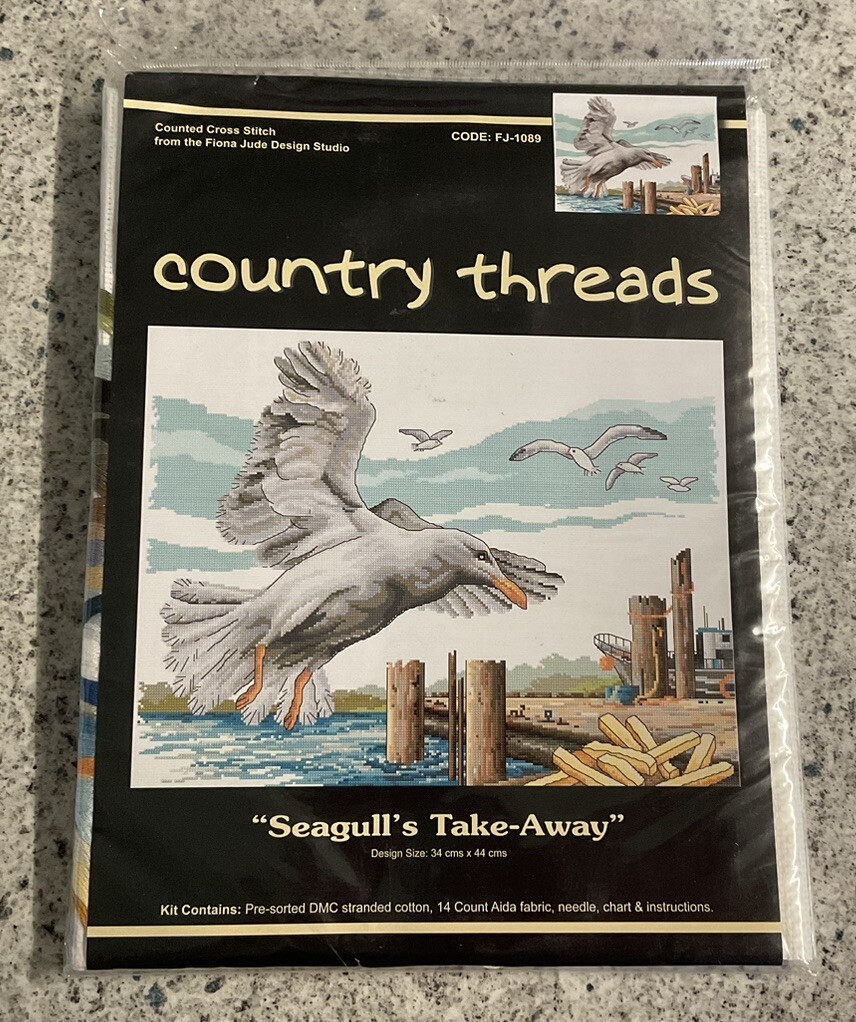 Counted Cross Stitch
from the Fiona Jude Design Studio
CODE: FJ-1089
country threads
“Seagull’s Take-Away”
Design Size: 34 cms x 44 cms
Kit Contains: Pre-sorted DMC stranded cotton, 14 Count Aida fabric, needle, chart & instructions.